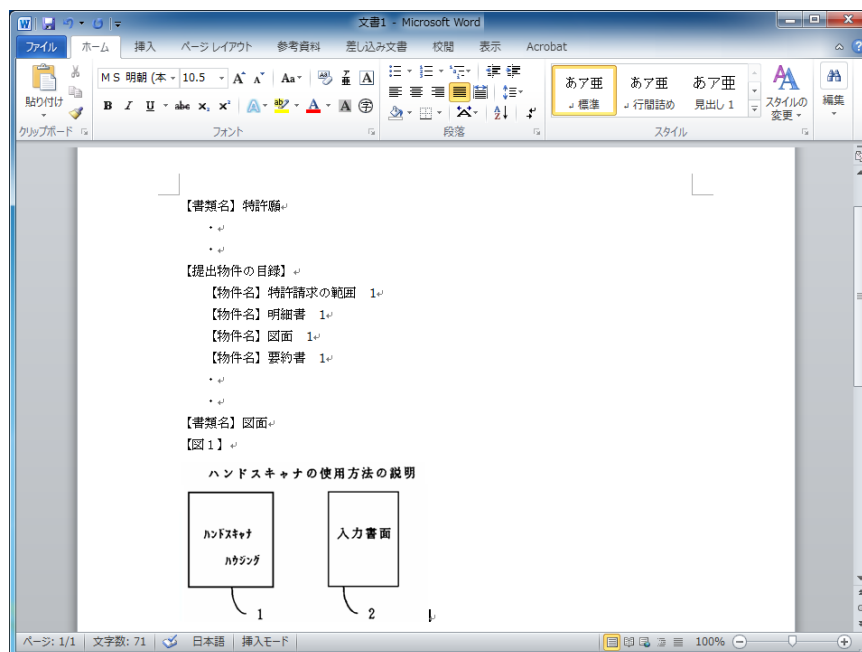 文書1 - Microsoft Word
ファイル ホーム 挿入 ページ レイアウト 参考資料 差し込み文書 校閲 表示 Acrobat
貼り付け
クリップボード
MS 明朝 (本 10.5 A A Aa ア亜 A
B I U abc x₂ x² A ab A A 字
フォント
段落
あア亜 標準
あア亜 行間詰め
あア亜 見出し 1
スタイルの変更
スタイル
編集
【書類名】特許願
・
・
【提出物件の目録】
【物件名】特許請求の範囲 1
【物件名】明細書 1
【物件名】図面 1
【物件名】要約書 1
・
・
【書類名】図面
【図1】
ハンドスキャナの使用方法の説明
ハンドスキャナ
ハウジング
入力書面
1 2
ページ: 1/1 文字数: 71 日本語 挿入モード 100%